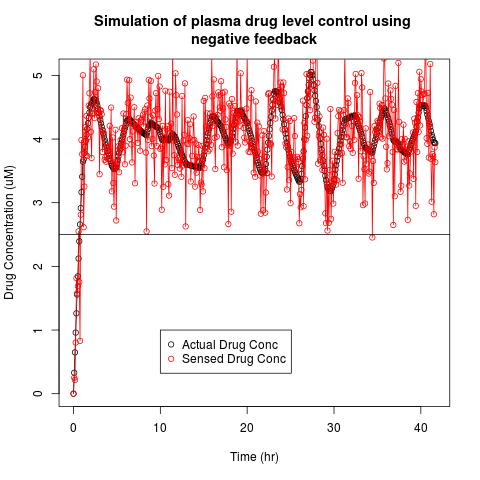 Simulation of plasma drug level control using
negative feedback
Drug Concentration (uM)
5
4
3
2
1
0
Actual Drug Conc
Sensed Drug Conc
0 10 20 30 40
Time (hr)